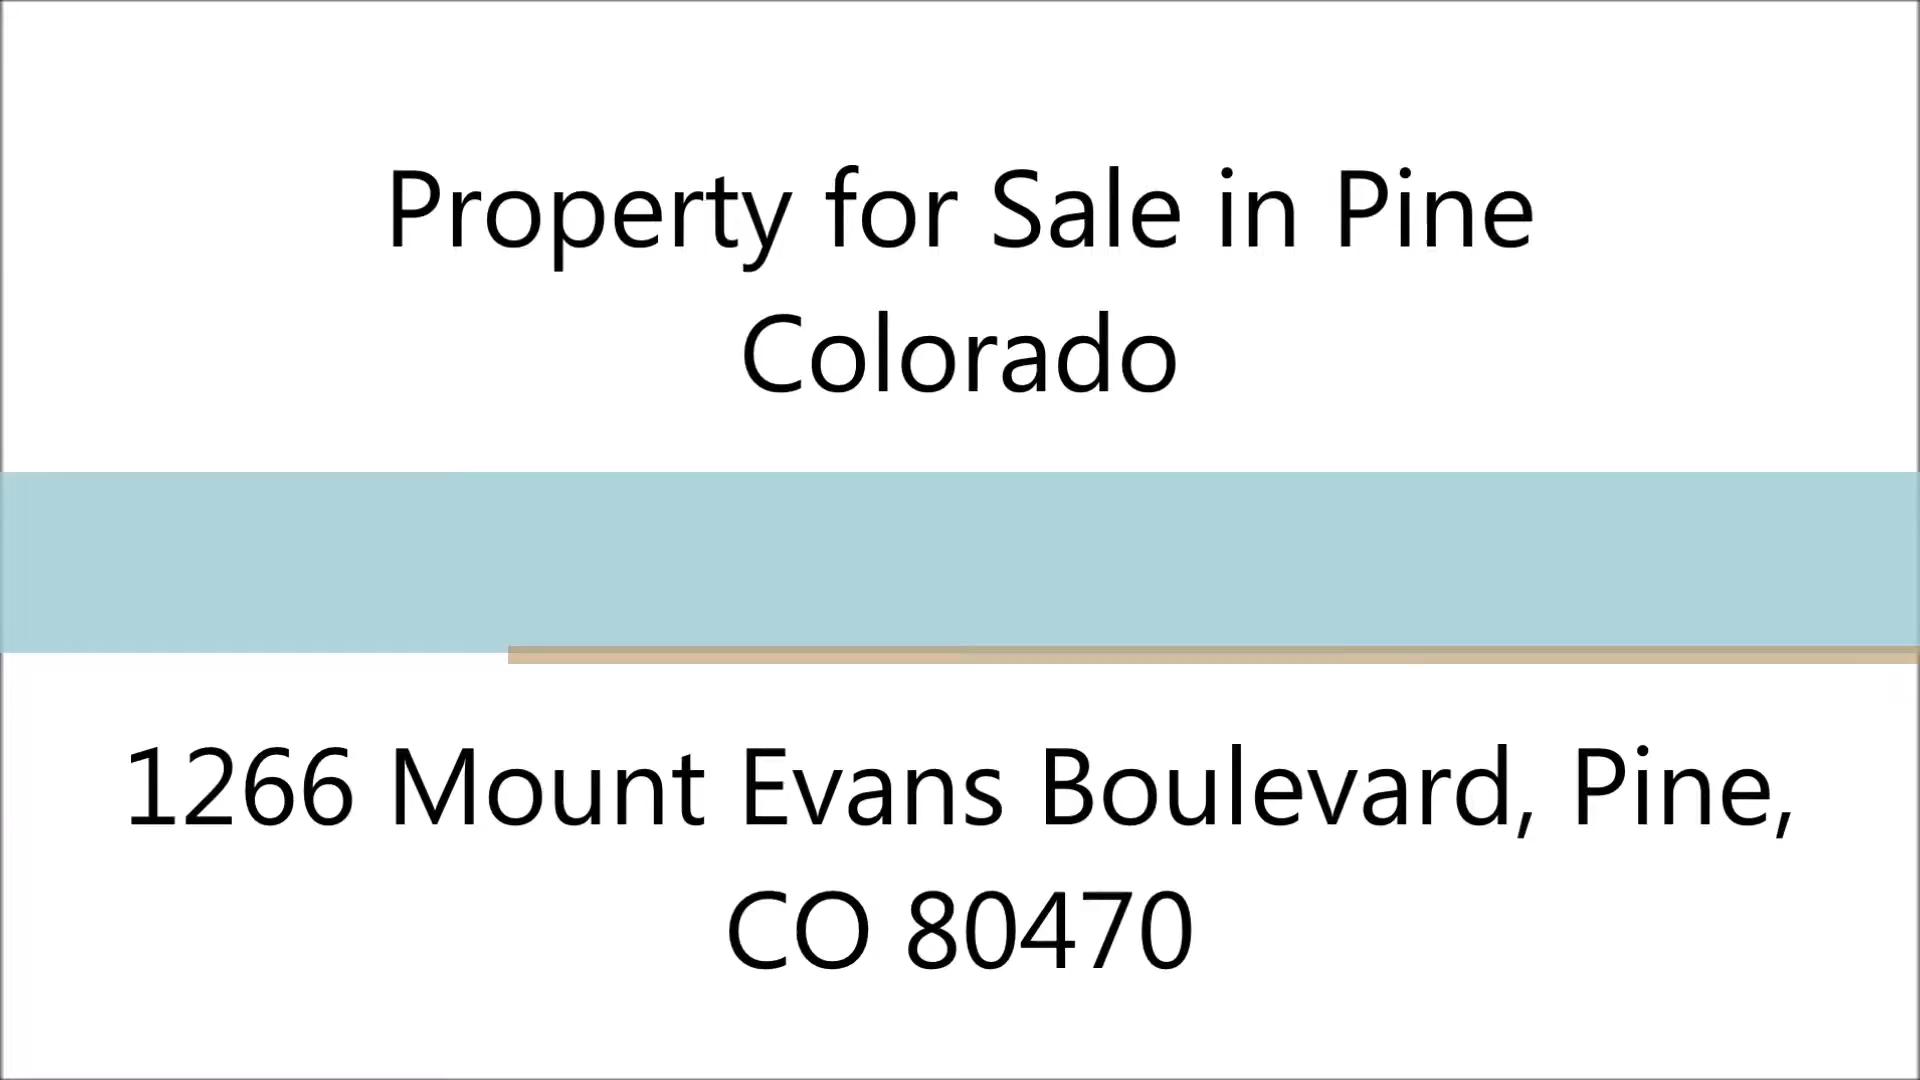 Property for Sale in Pine
Colorado
1266 Mount Evans Boulevard, Pine,
CO 80470